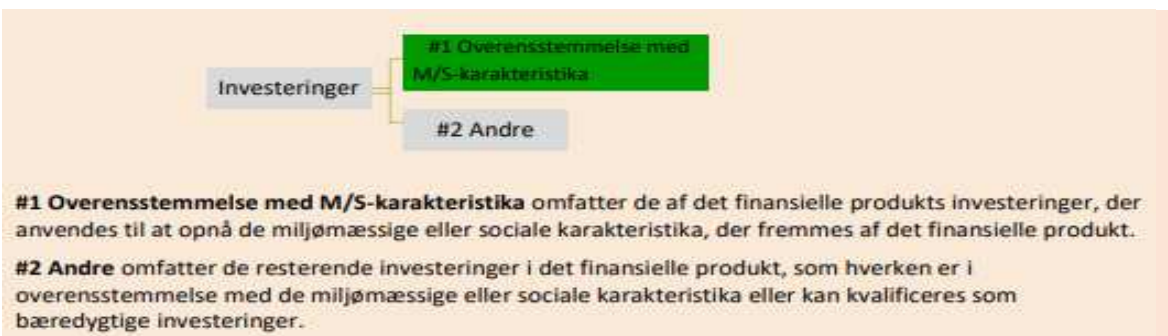 #1 Overensstemmelse med
M/S-karakteristika
Investeringer
#2 Andre
#1 Overensstemmelse med M/S-karakteristika omfatter de af det finansielle produkts investeringer, der
anvendes til at opnå de miljømæssige eller sociale karakteristika, der fremmes af det finansielle produkt.
#2 Andre omfatter de resterende investeringer i det finansielle produkt, som hverken er i
overensstemmelse med de miljømæssige eller sociale karakteristika eller kan kvalificeres som
bæredygtige investeringer.